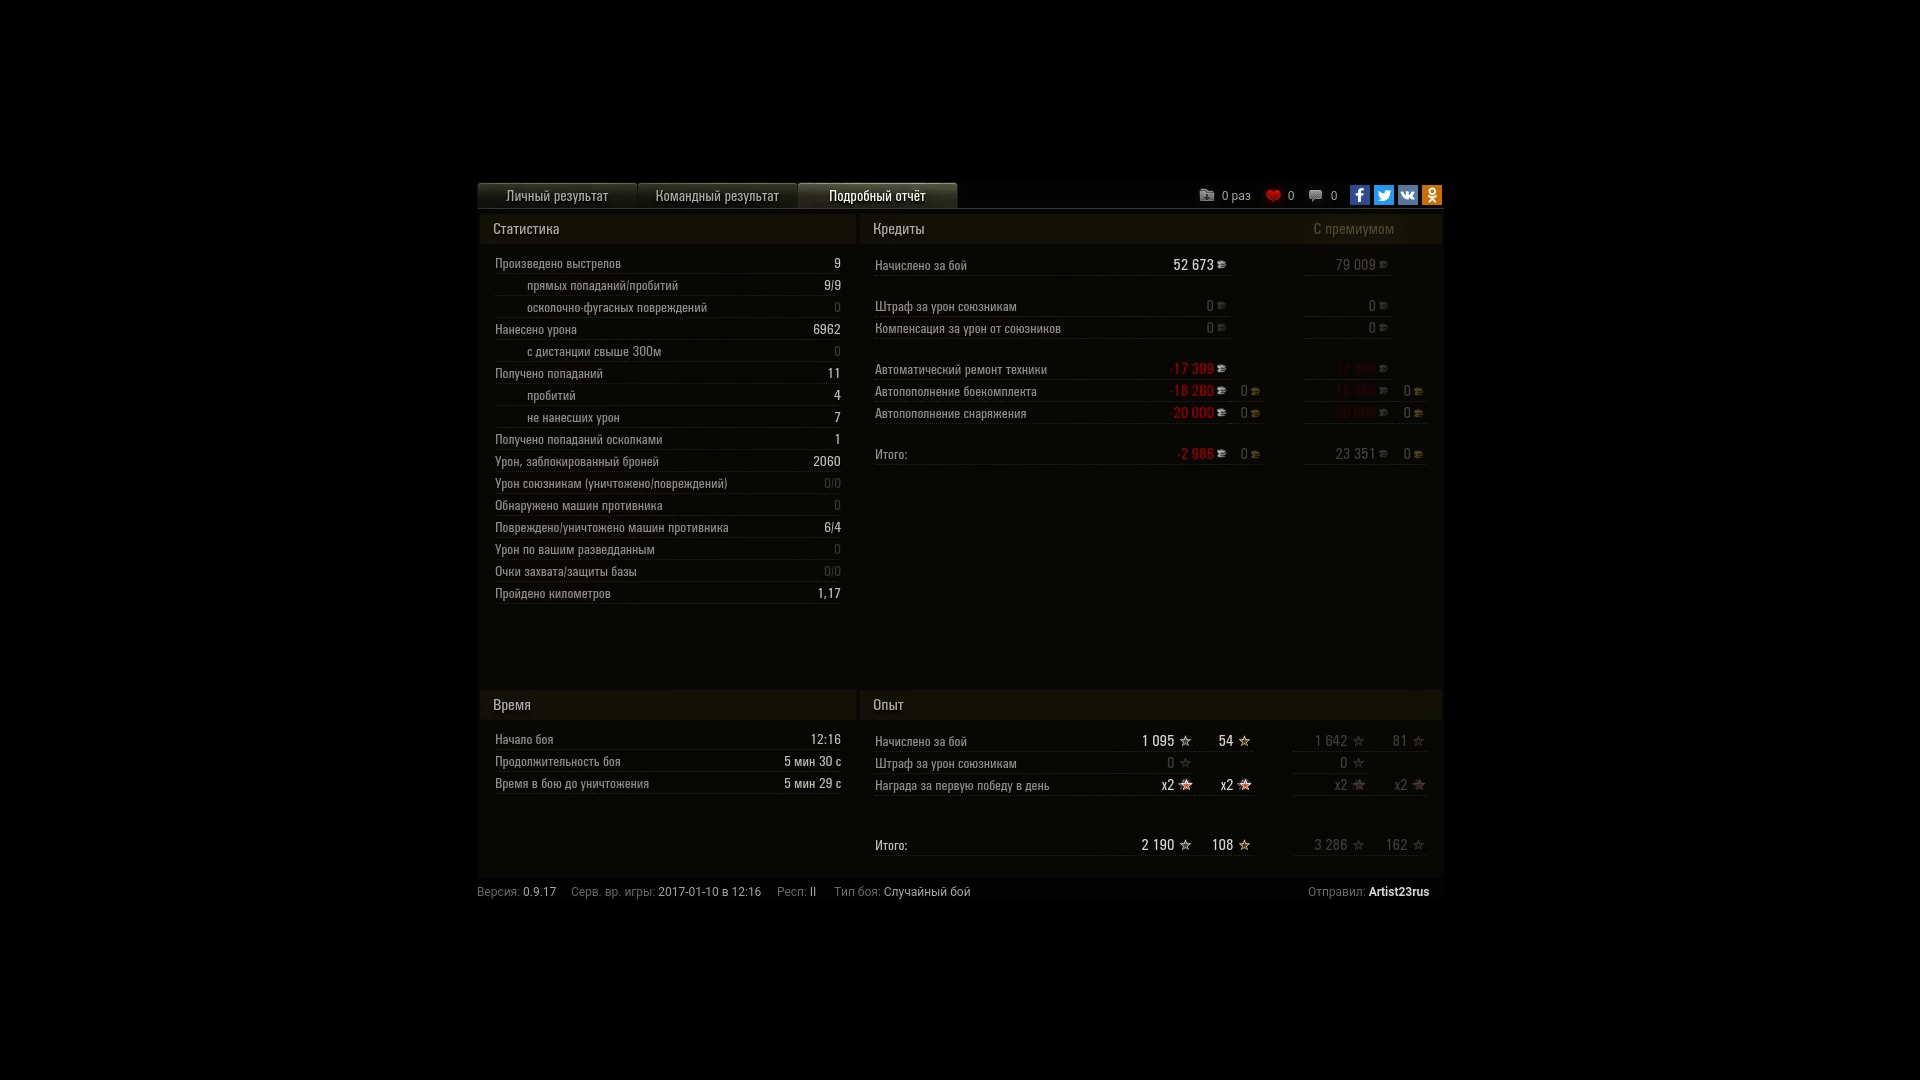 Личный результат Командный результат Подробный отчёт 0 раз 0 0
Статистика
Произведено выстрелов 9
прямых попаданий/пробитий 9/9
осколочно-фугасных повреждений 0
Нанесено урона 6962
с дистанции свыше 300м 0
Получено попаданий 11
пробитий 4
не нанесших урон 7
Получено попаданий осколками 1
Урон, заблокированный броней 2060
Урон союзникам (уничтожено/повреждений) 0/0
Обнаружено машин противника 0
Повреждено/уничтожено машин противника 6/4
Урон по вашим разведданным 0
Очки захвата/защиты базы 0/0
Пройдено километров 1,17
Кредиты С премиумом
Начислено за бой 52 673 79 009
Штраф за урон союзникам 0 0
Компенсация за урон от союзников 0 0
Автоматический ремонт техники -17 399
Автопополнение боекомплекта -18 260 0 0
Автопополнение снаряжения -20 000 0 0
Итого: -2 986 0 23 351 0
Время
Начало боя 12:16
Продолжительность боя 5 мин 30 с
Время в бою до уничтожения 5 мин 29 с
Опыт
Начислено за бой 1 095 54 1 642 81
Штраф за урон союзникам 0 0
Награда за первую победу в день x2 x2 x2 x2
Итого: 2 190 108 3 286 162
Версия: 0.9.17 Серв. вр. игры: 2017-01-10 в 12:16 Респ: II Тип боя: Случайный бой Отправил: Artist23rus